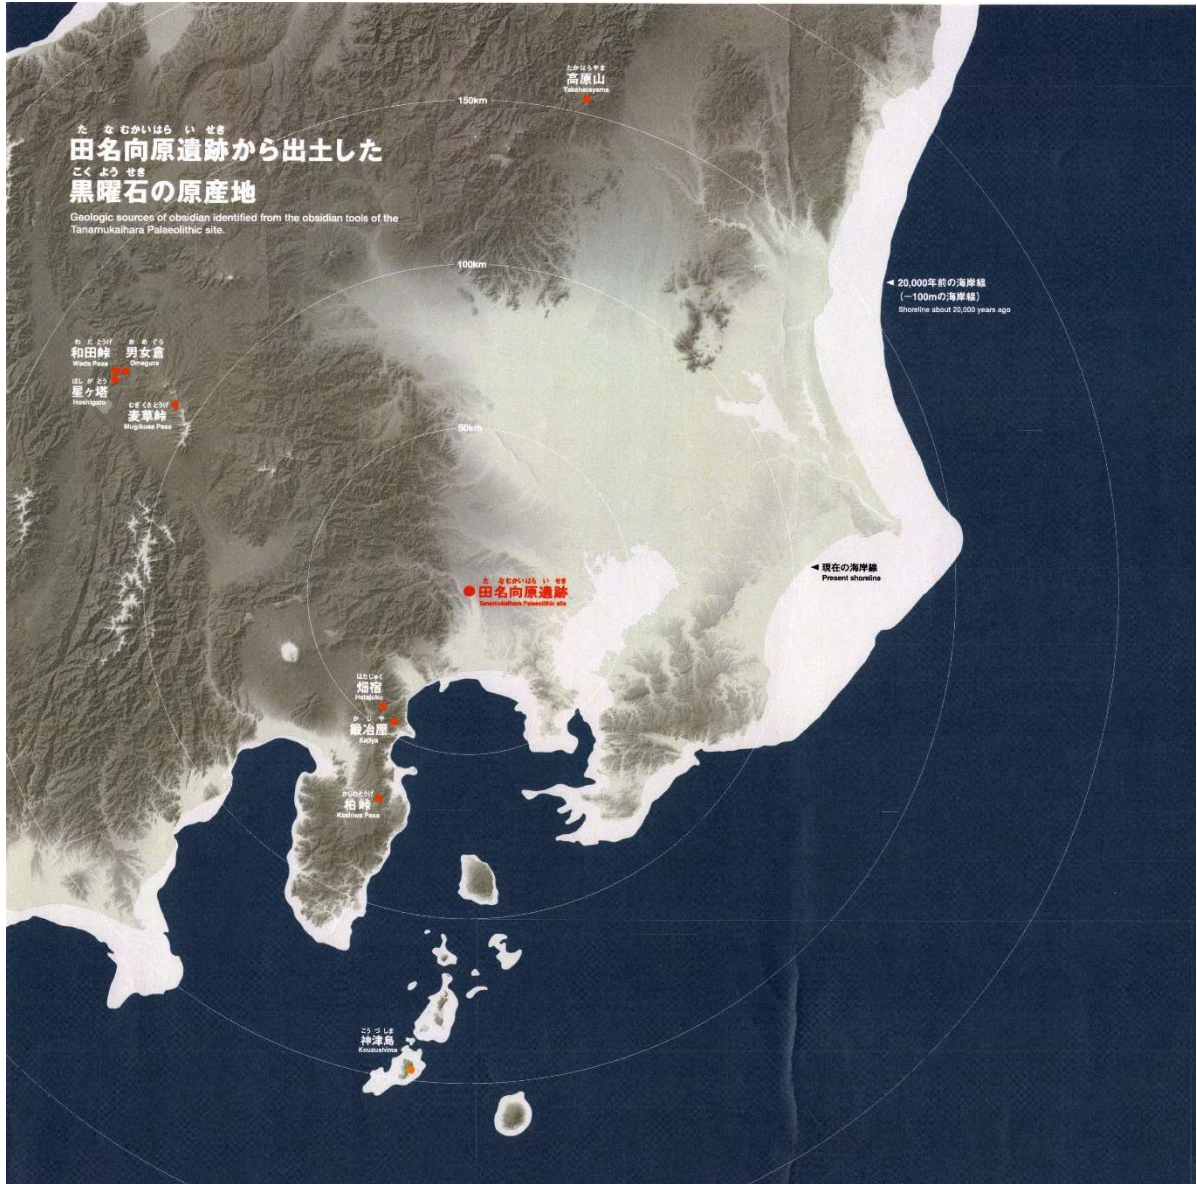 たかはらやま
高原山
Takaharayama
150km
た な むかいはら い せき
田名向原遺跡から出土した
こく よう せき
黒曜石の原産地
Geologic sources of obsidian identified from the obsidian tools of the
Tanamukaihara Palaeolithic site.
100km
◀ 20,000年前の海岸線
(−100mの海岸線)
Shoreline about 20,000 years ago
わ だ とうげ
和田峠
Wada Pass
お め ぐら
男女倉
Omegura
ほし が とう
星ヶ塔
Hoshigato
むぎ くさ とうげ
麦草峠
Mugikusa Pass
50km
◀ 現在の海岸線
Present shoreline
た な むかいはら い せき
田名向原遺跡
Tanamukaihara Palaeolithic site
はたじゅく
畑宿
Hatajuku
か じ や
鍛冶屋
Kajiya
かしわとうげ
柏峠
Kashiwa Pass
こう づ しま
神津島
Kouzushima